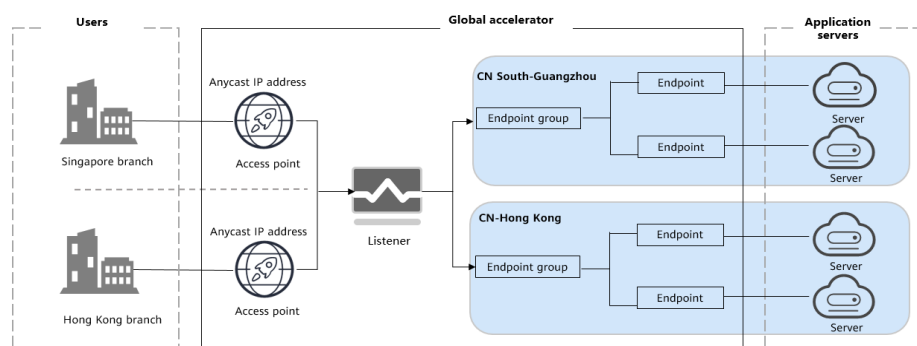 Users
Global accelerator
Application
servers
Anycast IP address
Access point
Singapore branch
Anycast IP address
Access point
Hong Kong branch
Listener
CN South-Guangzhou
Endpoint group
Endpoint
Endpoint
Server
Server
CN-Hong Kong
Endpoint group
Endpoint
Endpoint
Server
Server